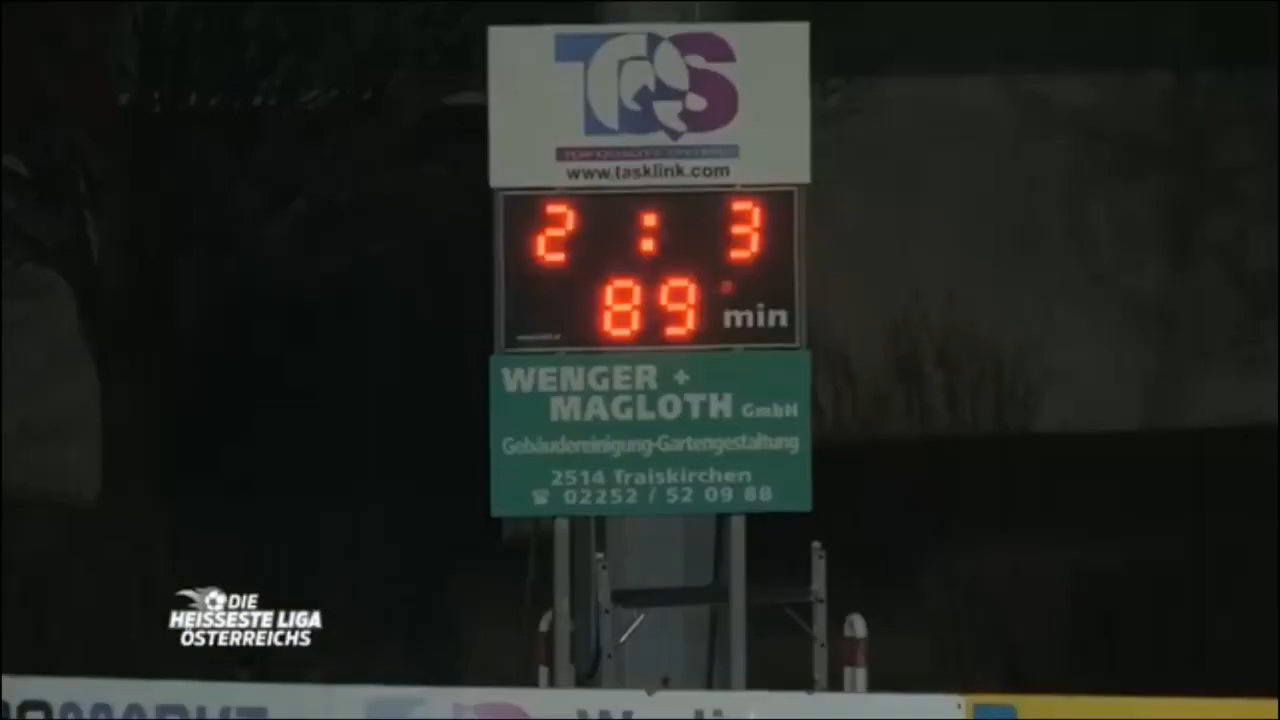 TQS
www.tasklink.com
2 : 3
89 min
WENGER +
MAGLOTH GmbH
Gebäudereinigung-Gartengestaltung
2514 Traiskirchen
☎ 02252 / 52 09 88
DIE
HEISSESTE LIGA
ÖSTERREICHS